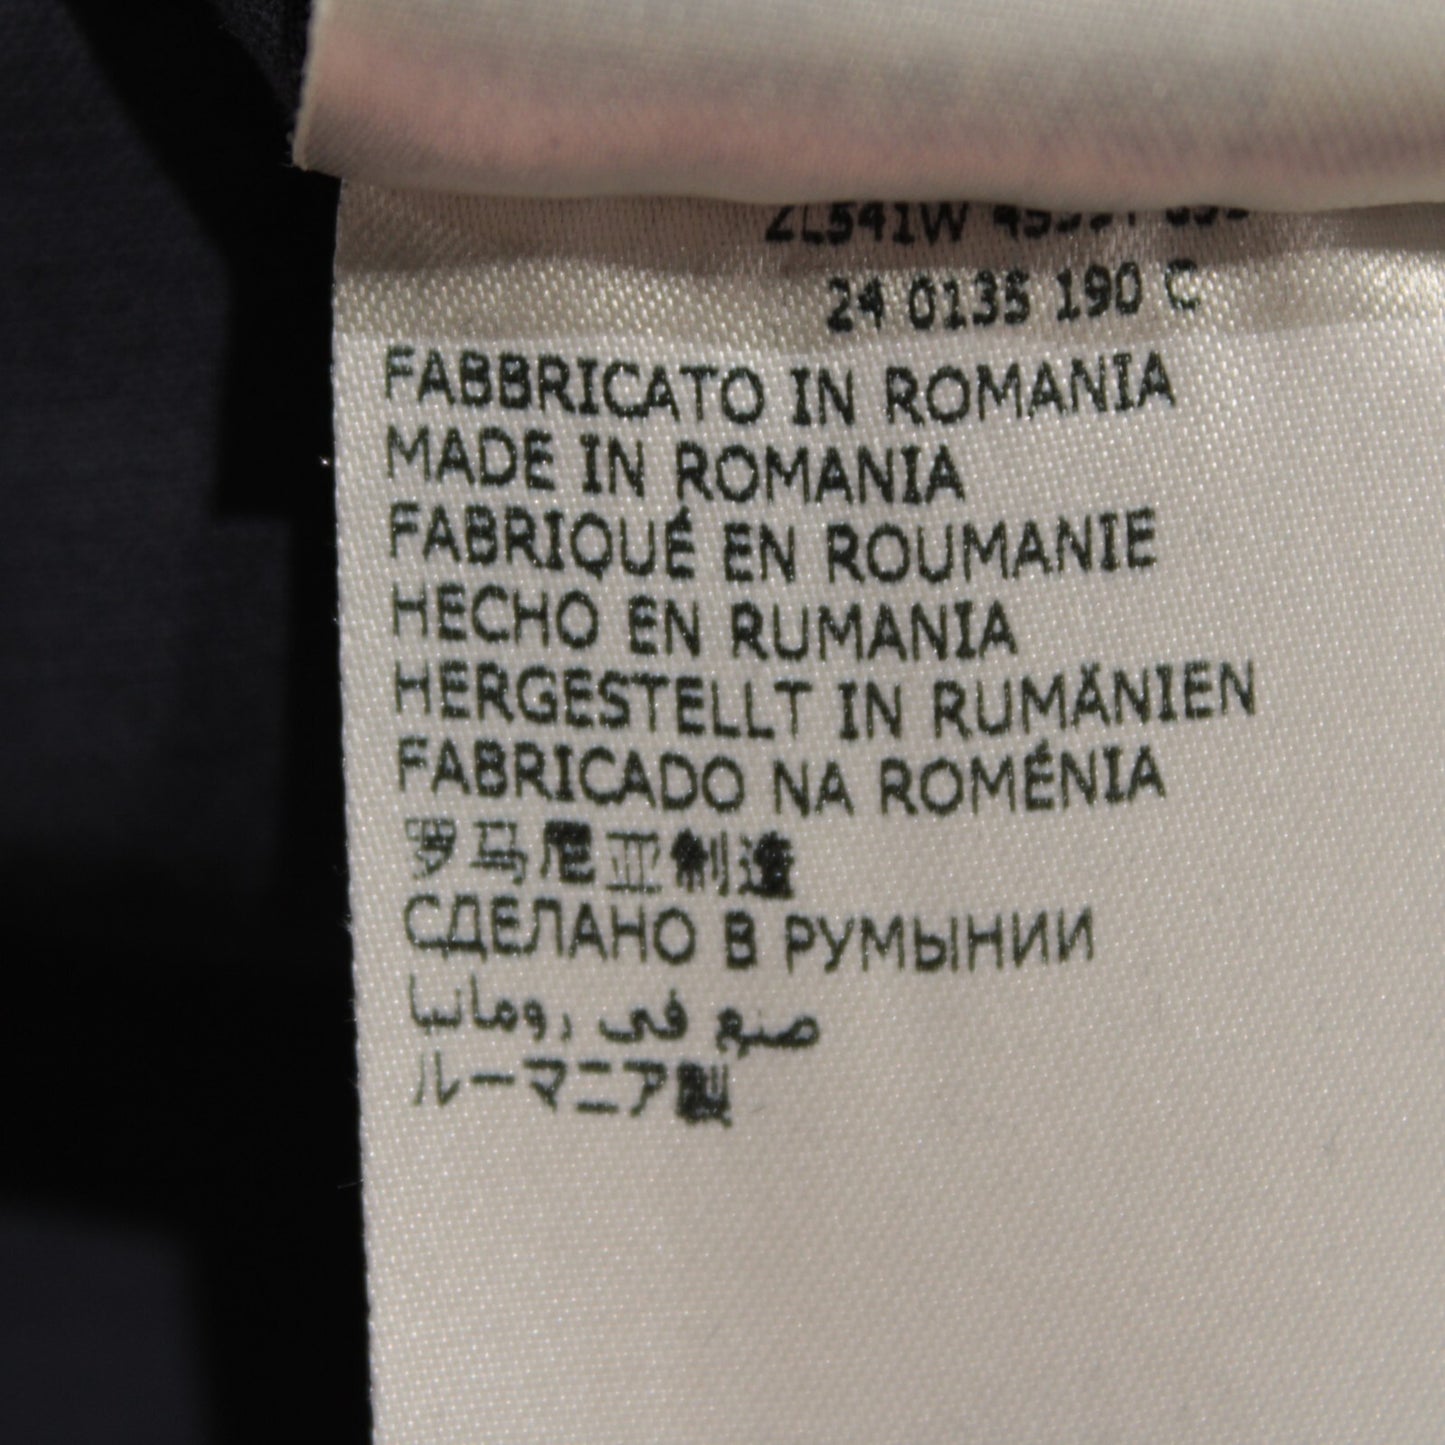 ZL541W
24 0135 190 C
FABBRICATO IN ROMANIA
MADE IN ROMANIA
FABRIQUÉ EN ROUMANIE
HECHO EN RUMANIA
HERGESTELLT IN RUMÄNIEN
FABRICADO NA ROMÉNIA
罗马尼亚制造
СДЕЛАНО В РУМЫНИИ
صنع في رومانيا
ルーマニア製